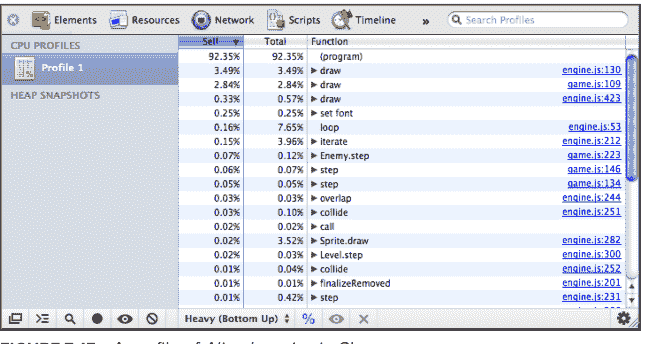 Elements Resources Network Scripts Timeline » Search Profiles
CPU PROFILES
Profile 1
HEAP SNAPSHOTS
Self Total Function
92.35% 92.35% (program)
3.49% 3.49% draw engine.js:130
2.84% 2.84% draw game.js:109
0.33% 0.57% draw engine.js:423
0.25% 0.25% set font
0.16% 7.65% loop engine.js:53
0.15% 3.96% iterate engine.js:212
0.07% 0.12% Enemy.step game.js:223
0.06% 0.07% step game.js:146
0.05% 0.05% step game.js:134
0.03% 0.03% overlap engine.js:244
0.03% 0.10% collide engine.js:251
0.02% 0.02% call
0.02% 3.52% Sprite.draw engine.js:282
0.02% 0.03% Level.step engine.js:300
0.01% 0.04% collide engine.js:252
0.01% 0.01% finalizeRemoved engine.js:201
0.01% 0.42% step engine.js:231
Heavy (Bottom Up) %